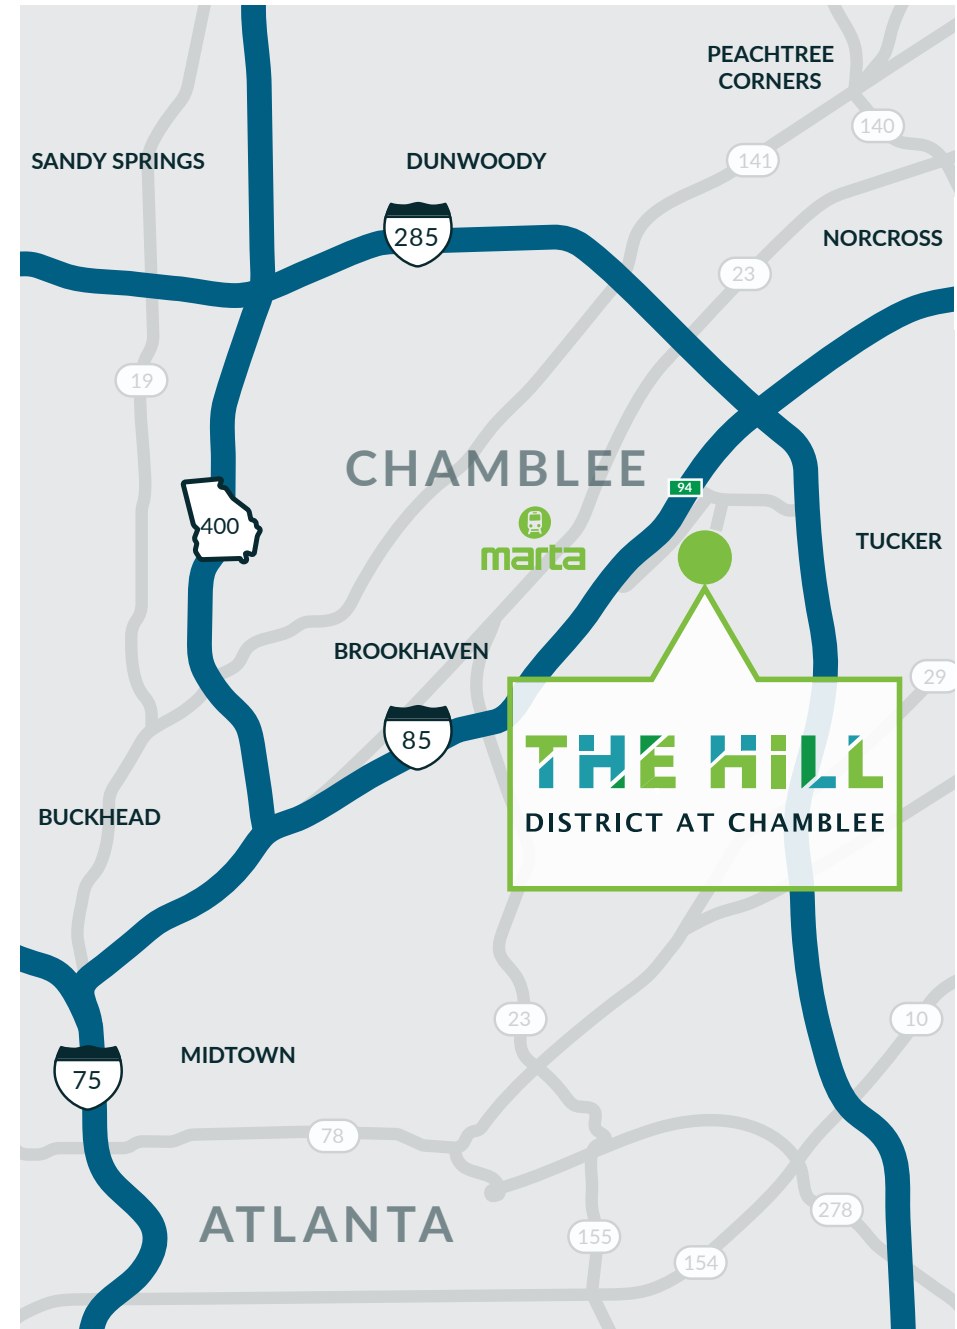 PEACHTREE
CORNERS
140
141
SANDY SPRINGS
DUNWOODY
285
NORCROSS
23
19
CHAMBLEE
94
400
marta
TUCKER
BROOKHAVEN
29
85
THE HiLL
DISTRICT AT CHAMBLEE
BUCKHEAD
23
10
MIDTOWN
75
78
278
ATLANTA
155
154